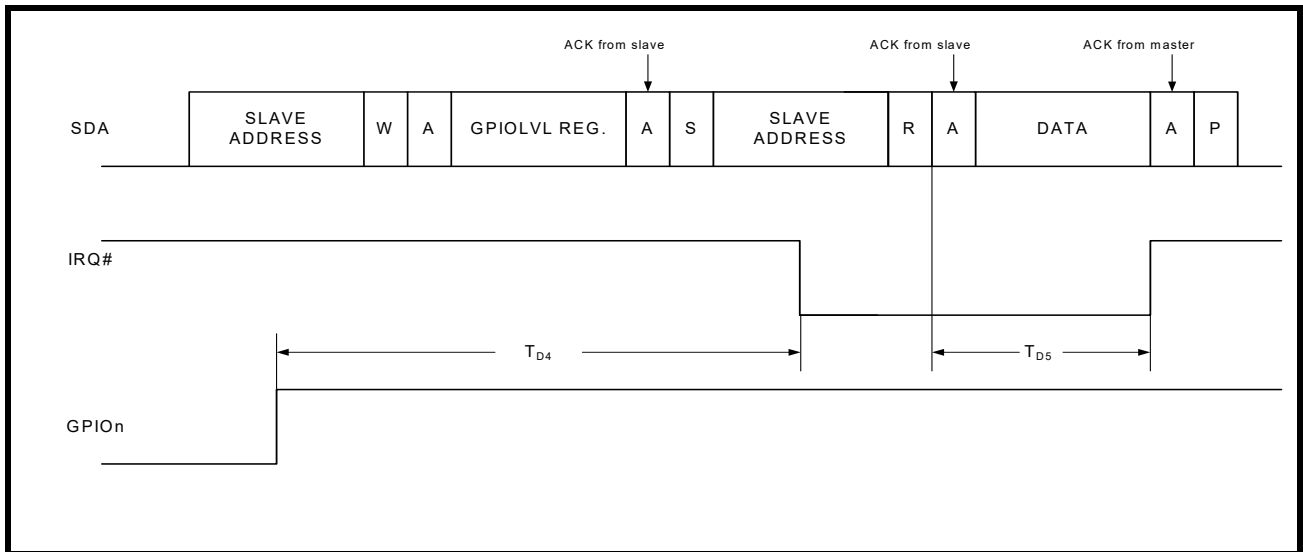 ACK from slave
ACK from slave
ACK from master
SDA
SLAVE
ADDRESS
W
A
GPIOLVL REG.
A
S
SLAVE
ADDRESS
R
A
DATA
A
P
IRQ#
TD4
TD5
GPIOn